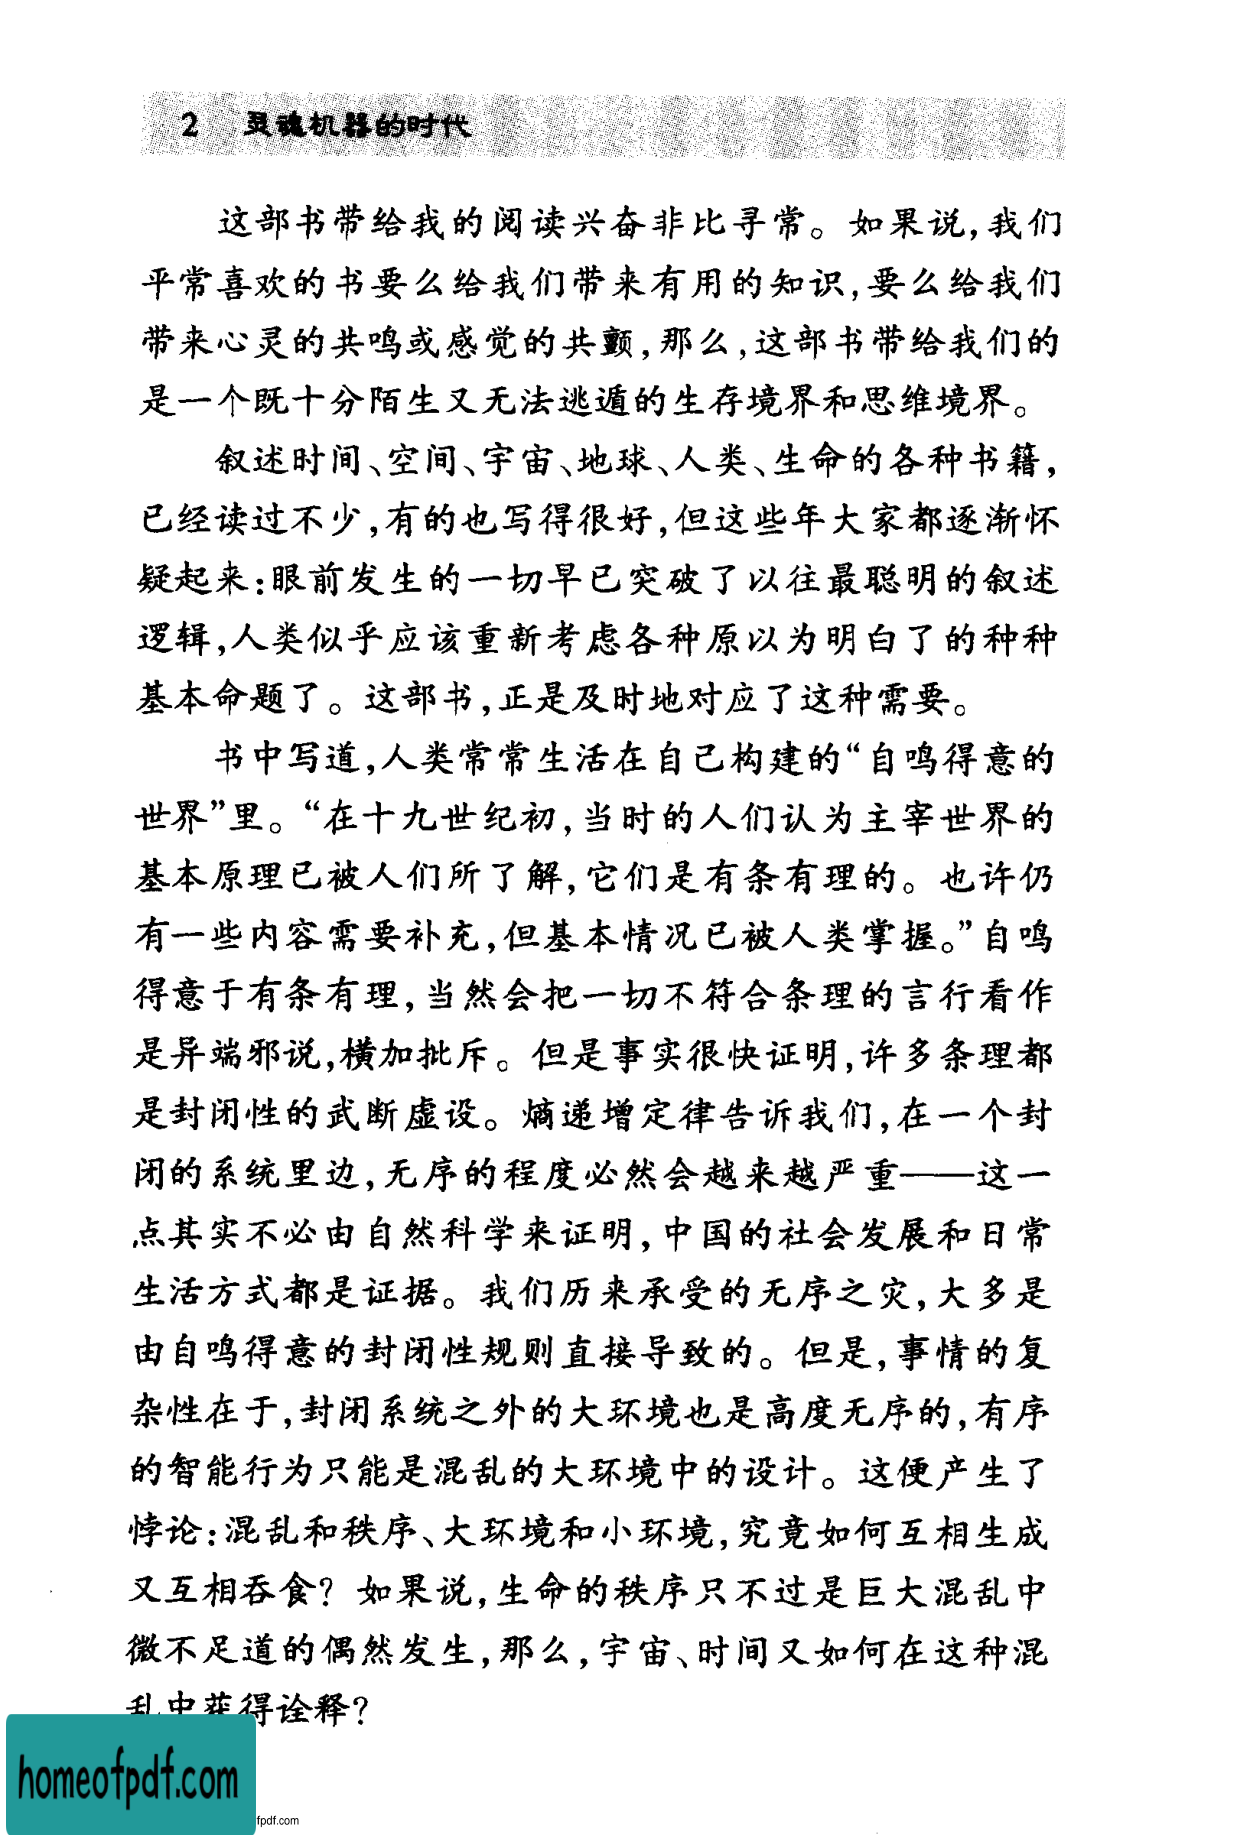 2 灵魂机器的时代
这部书带给我的阅读兴奋非比寻常。如果说,我们
平常喜欢的书要么给我们带来有用的知识,要么给我们
带来心灵的共鸣或感觉的共颤,那么,这部书带给我们的
是一个既十分陌生又无法逃遁的生存境界和思维境界。
叙述时间、空间、宇宙、地球、人类、生命的各种书籍,
已经读过不少,有的也写得很好,但这些年大家都逐渐怀
疑起来:眼前发生的一切早已突破了以往最聪明的叙述
逻辑,人类似乎应该重新考虑各种原以为明白了的种种
基本命题了。这部书,正是及时地对应了这种需要。
书中写道,人类常常生活在自己构建的“自鸣得意的
世界”里。“在十九世纪初,当时的人们认为主宰世界的
基本原理已被人们所了解,它们是有条有理的。也许仍
有一些内容需要补充,但基本情况已被人类掌握。”自鸣
得意于有条有理,当然会把一切不符合条理的言行看作
是异端邪说,横加批斥。但是事实很快证明,许多条理都
是封闭性的武断虚设。熵递增定律告诉我们,在一个封
闭的系统里边,无序的程度必然会越来越严重——这一
点其实不必由自然科学来证明,中国的社会发展和日常
生活方式都是证据。我们历来承受的无序之灾,大多是
由自鸣得意的封闭性规则直接导致的。但是,事情的复
杂性在于,封闭系统之外的大环境也是高度无序的,有序
的智能行为只能是混乱的大环境中的设计。这便产生了
悖论:混乱和秩序、大环境和小环境,究竟如何互相生成
又互相吞食?如果说,生命的秩序只不过是巨大混乱中
微不足道的偶然发生,那么,宇宙、时间又如何在这种混
乱中获得诠释?
homeofpdf.com
fpdf.com